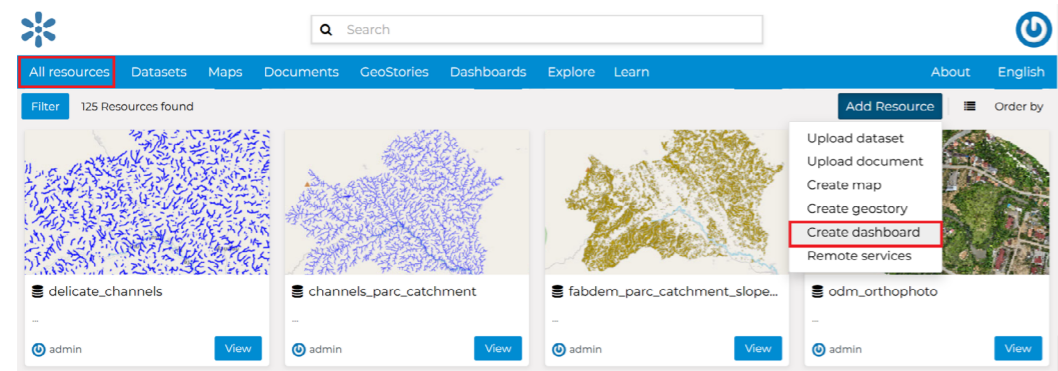 Search
All resources Datasets Maps Documents GeoStories Dashboards Explore Learn About English
Filter 125 Resources found Add Resource Order by
Upload dataset
Upload document
Create map
Create geostory
Create dashboard
Remote services
delicate_channels channels_parc_catchment fabdem_parc_catchment_slope... odm_orthophoto
... ... ... ...
admin View admin View admin View admin View